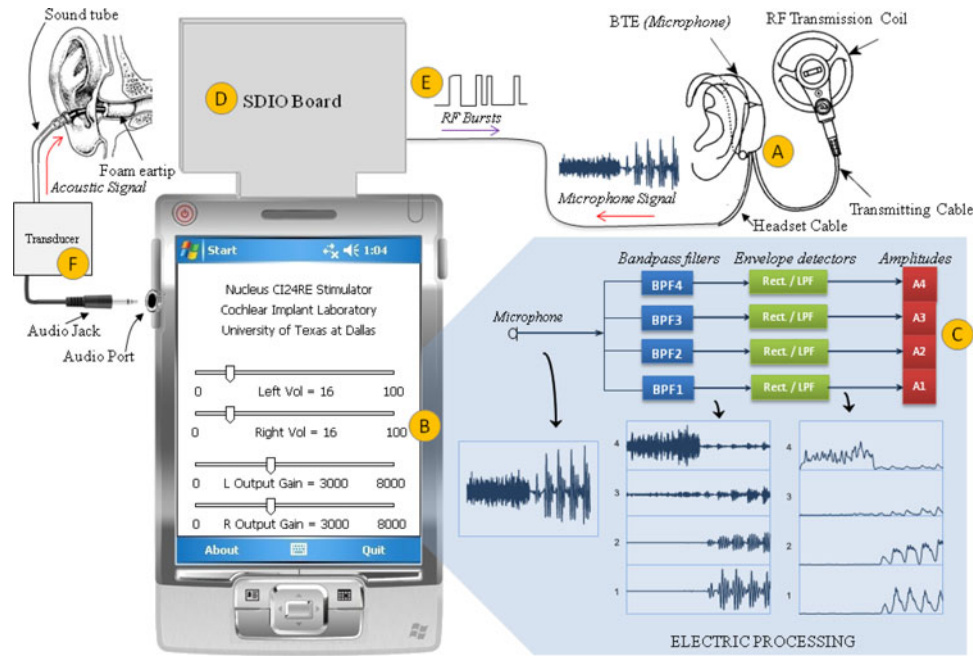 Sound tube
Foam eartip
Acoustic Signal
Transducer
F
Audio Jack
Audio Port
D
SDIO Board
E
RF Bursts
Microphone Signal
BTE (Microphone)
RF Transmission Coil
A
Transmitting Cable
Headset Cable
Start
1:04
Nucleus CI24RE Stimulator
Cochlear Implant Laboratory
University of Texas at Dallas
0 Left Vol = 16 100
0 Right Vol = 16 100
0 L Output Gain = 3000 8000
0 R Output Gain = 3000 8000
About Quit
B
Bandpass filters Envelope detectors Amplitudes
Microphone
BPF4 Rect. / LPF A4
BPF3 Rect. / LPF A3
BPF2 Rect. / LPF A2
BPF1 Rect. / LPF A1
C
4 4
3 3
2 2
1 1
ELECTRIC PROCESSING